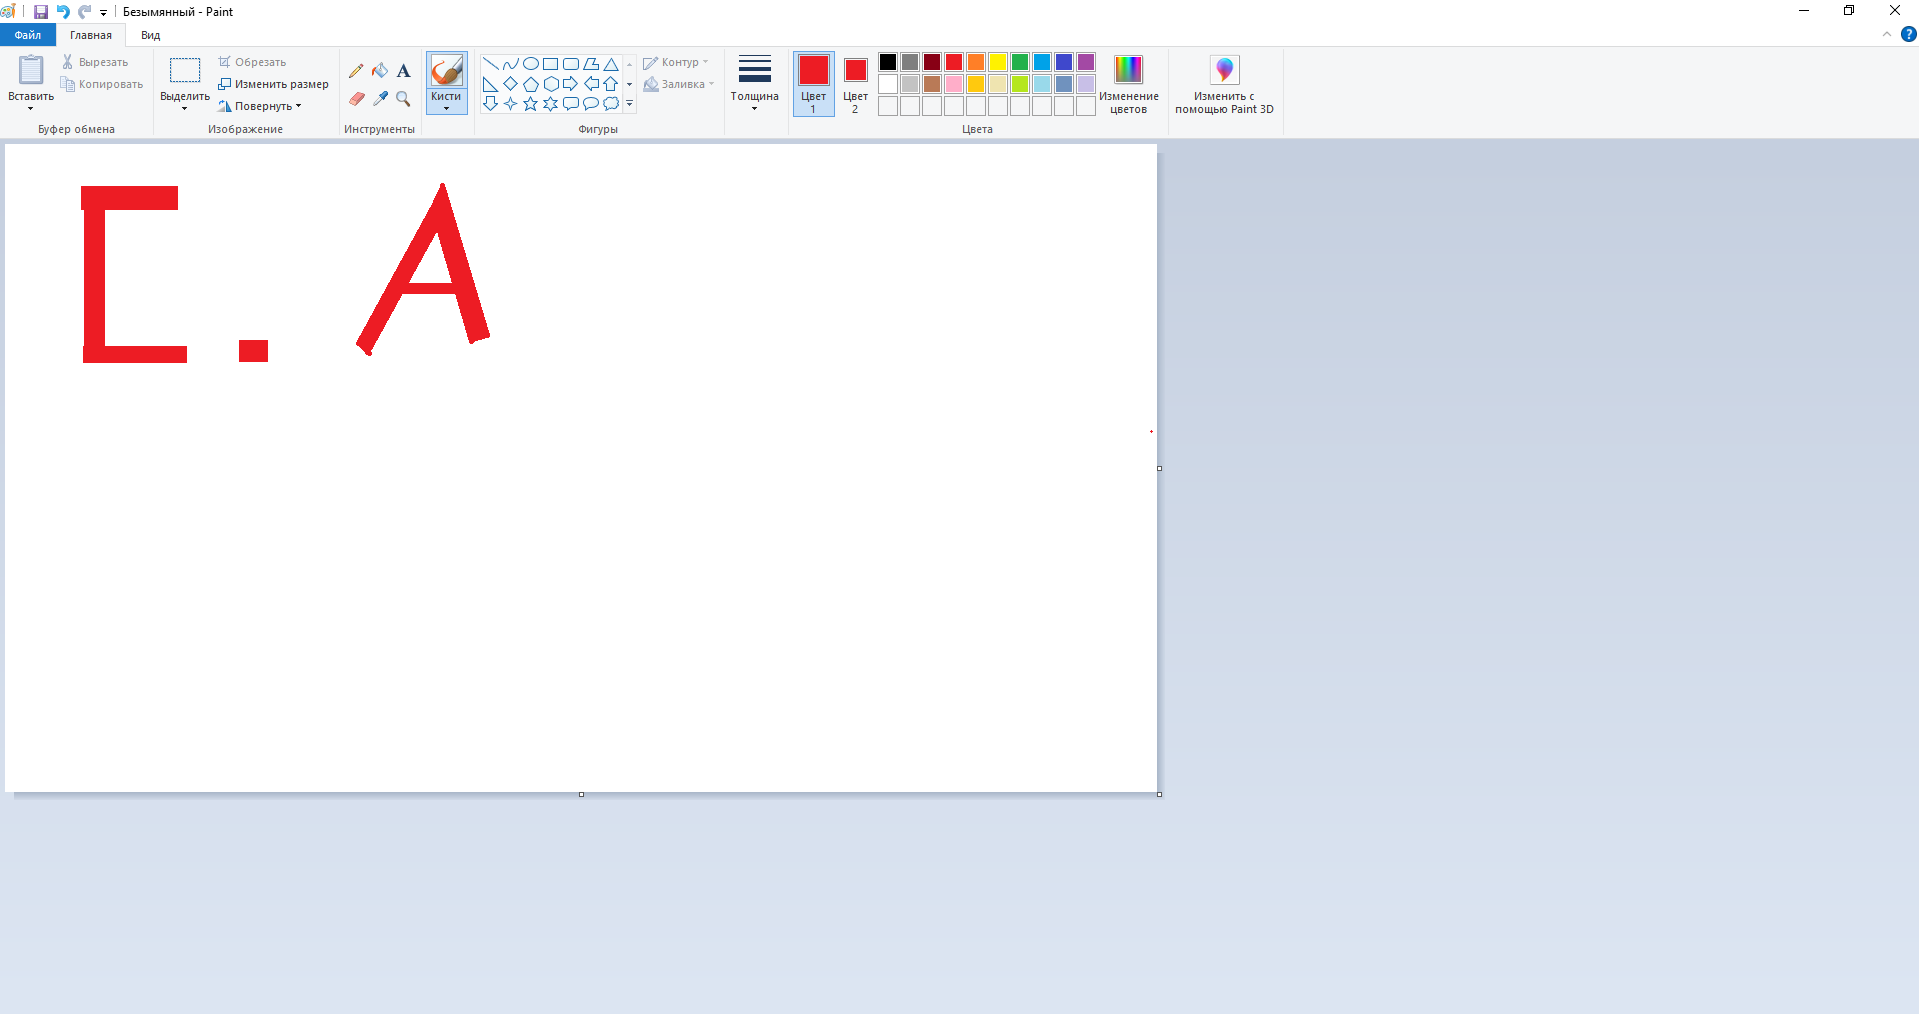 Безымянный - Paint
Файл Главная Вид
Вставить Вырезать Копировать Выделить Обрезать Изменить размер Повернуть A Кисти Контур Заливка Толщина Цвет 1 Цвет 2 Изменение цветов Изменить с помощью Paint 3D
Буфер обмена Изображение Инструменты Фигуры Цвета
C. A